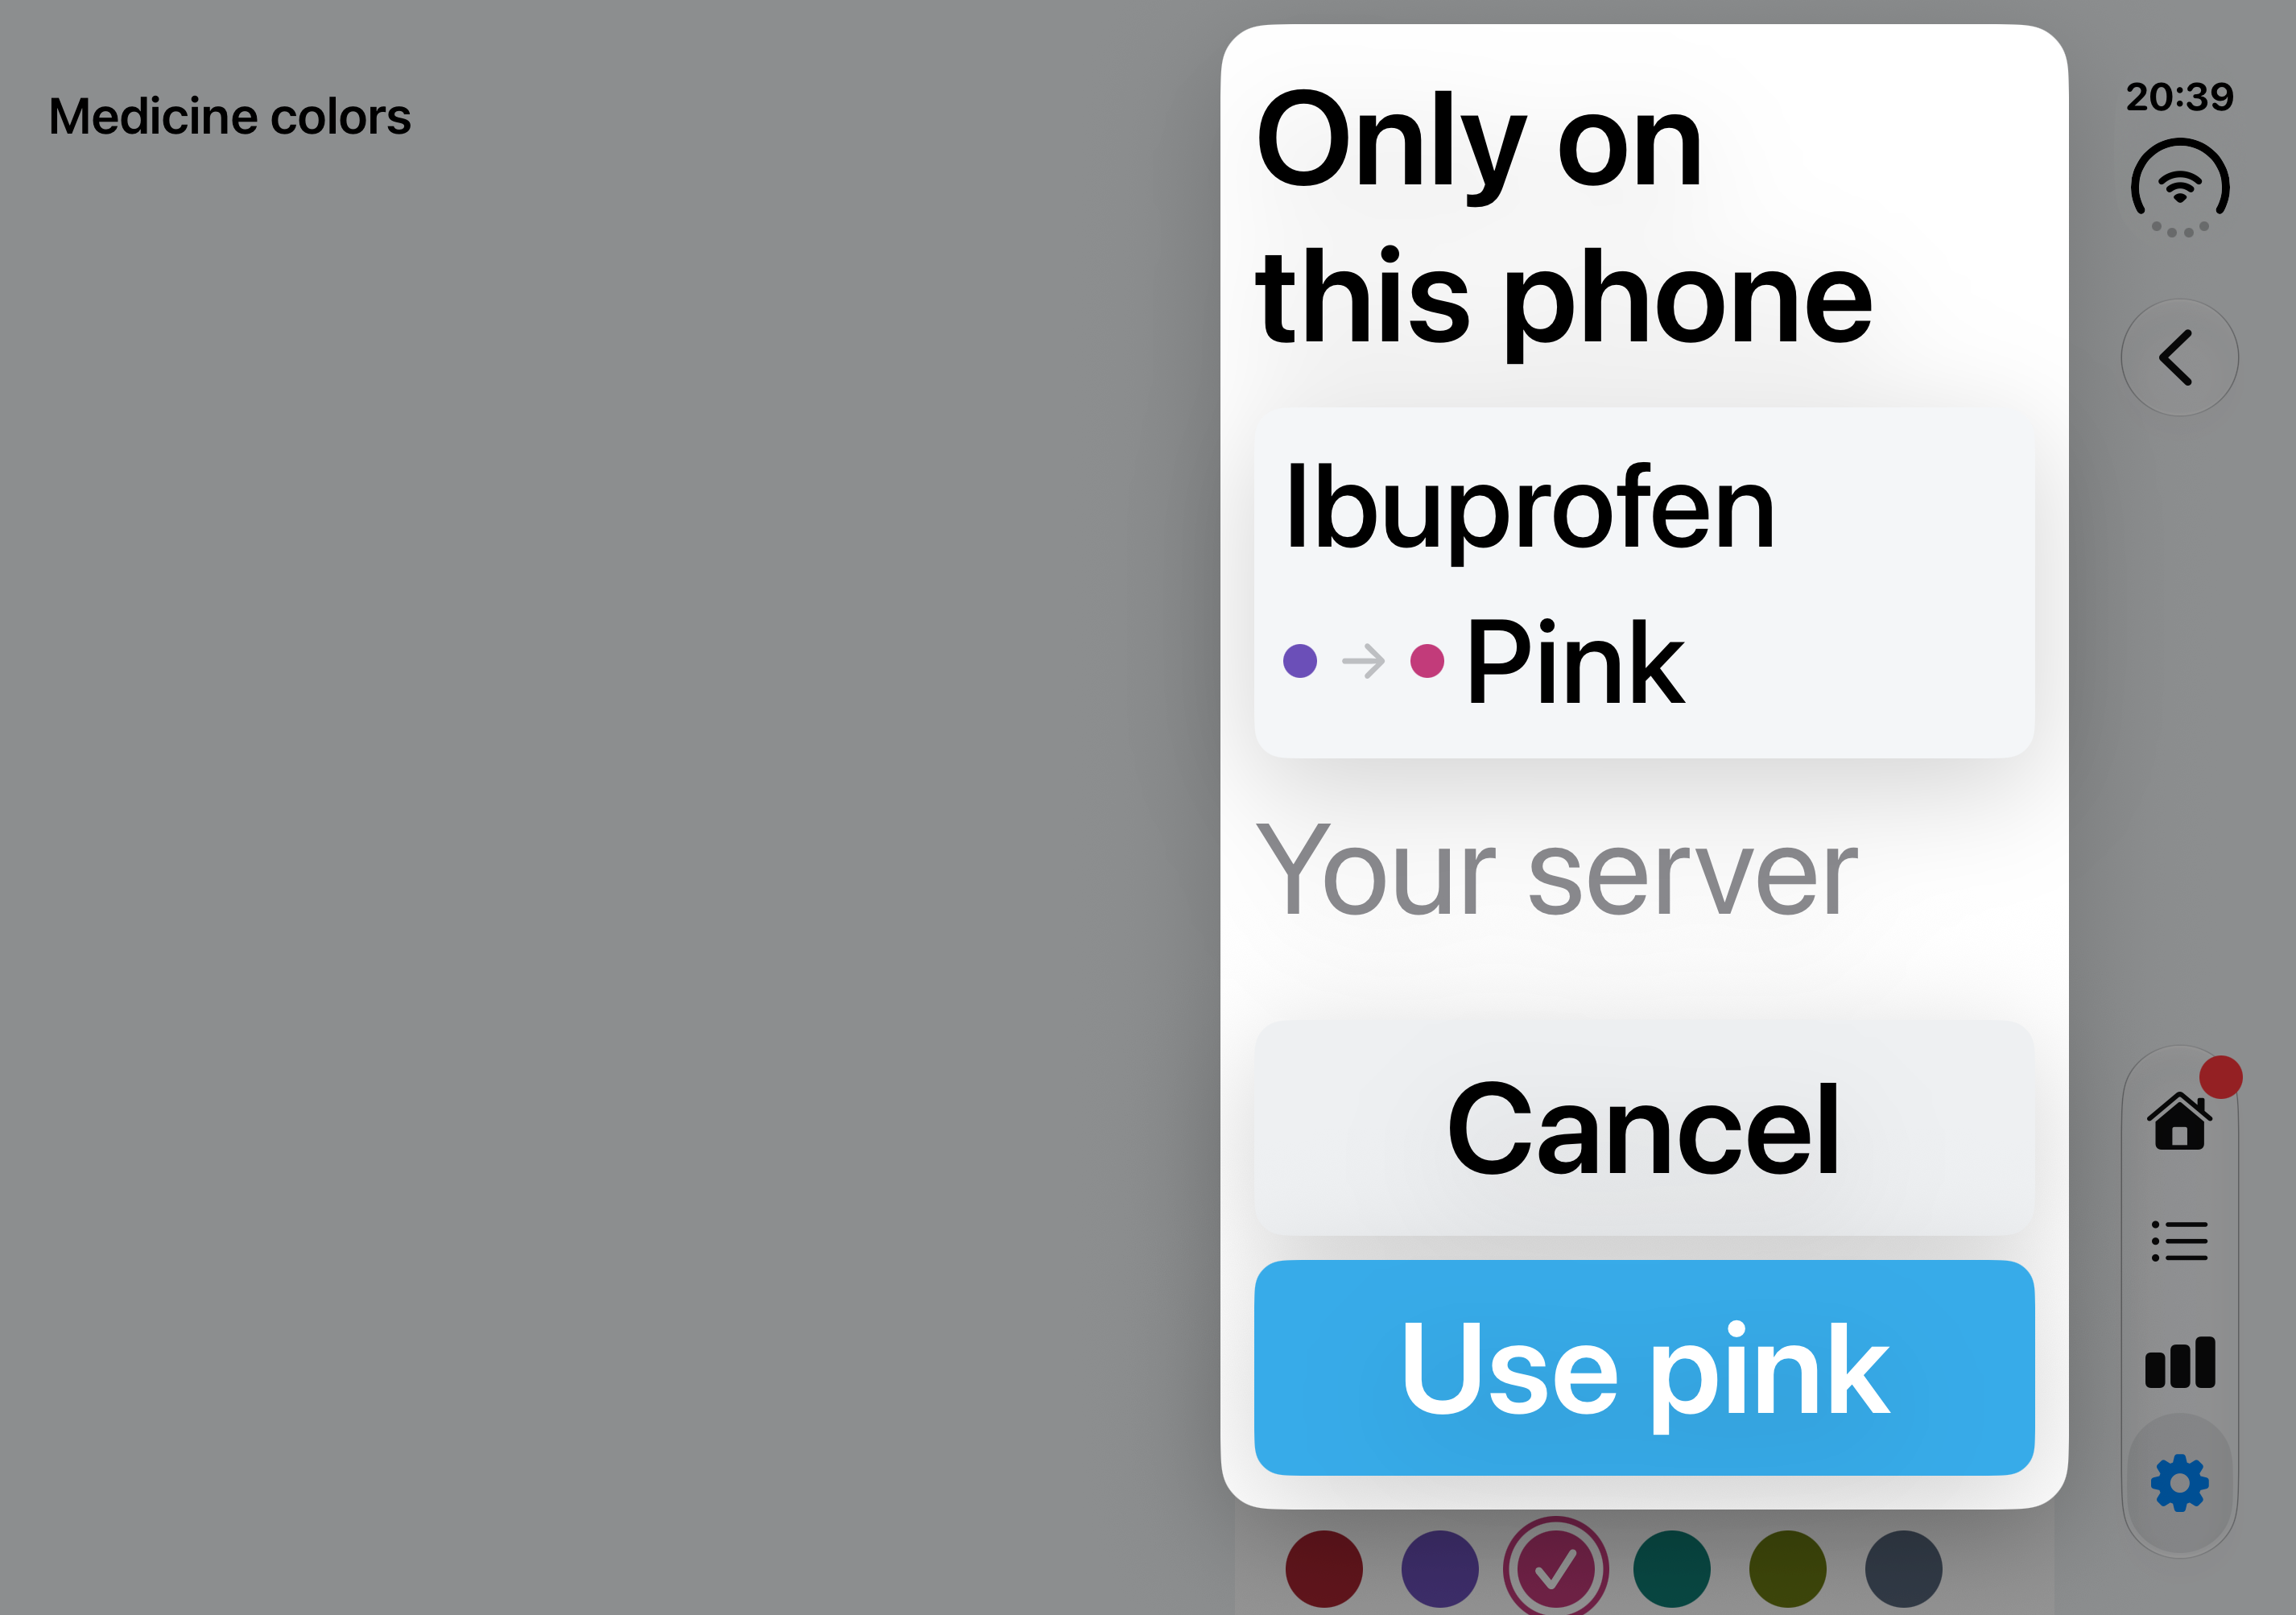 Medicine colors
20:39
Only on
this phone
Ibuprofen
Pink
Your server
Cancel
Use pink